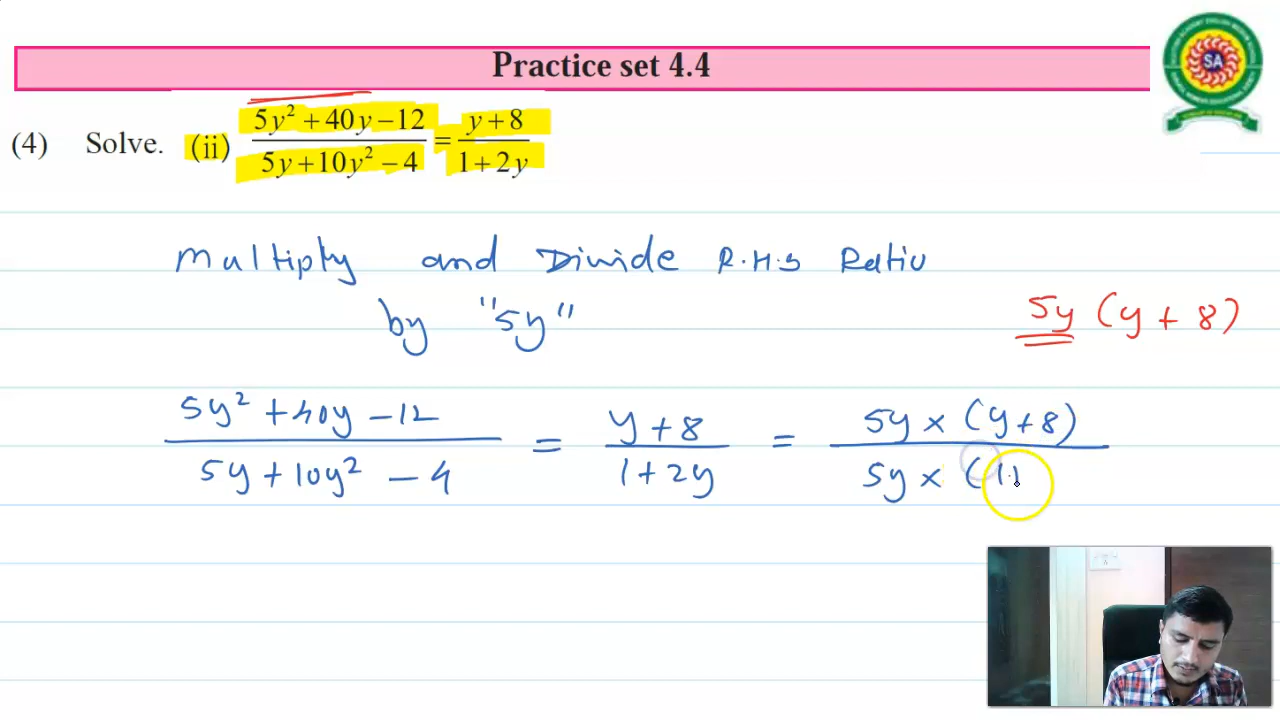 Practice set 4.4
(4) Solve. (ii) 5y² + 40y − 12 / 5y + 10y² − 4 = y + 8 / 1 + 2y
Multiply and Divide R.H.S Ratio
by "5y"
5y (y + 8)
5y² + 40y − 12 / 5y + 10y² − 4 = y + 8 / 1 + 2y = 5y × (y + 8) / 5y × (1
SA